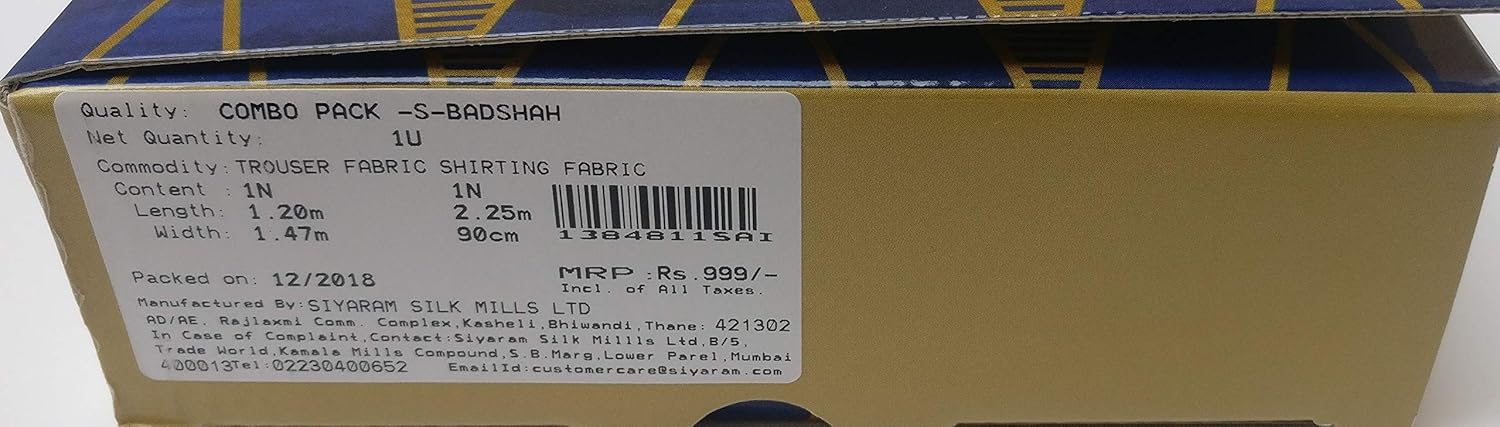 Quality: COMBO PACK -S-BADSHAH
Net Quantity: 1U
Commodity: TROUSER FABRIC SHIRTING FABRIC
Content : 1N 1N
Length: 1.20m 2.25m
Width: 1.47m 90cm
1384811SAI
Packed on: 12/2018 MRP :Rs.999/-
Incl. of All Taxes.
Manufactured By:SIYARAM SILK MILLS LTD
AD/AE, Rajlaxmi Comm. Complex,Kasheli,Bhiwandi,Thane: 421302
In Case of Complaint,Contact:Siyaram Silk Millls Ltd,B/5,
Trade World,Kamala Mills Compound,S.B.Marg,Lower Parel,Mumbai
400013Tel:02230400652 EmailId:customercare@siyaram.com